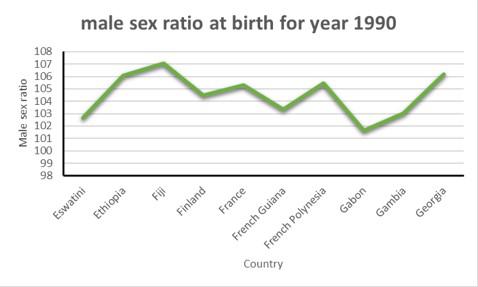 male sex ratio at birth for year 1990
108
107
106
105
104
103
102
101
100
99
98
Male sex ratio
Eswatini
Ethiopia
Fiji
Finland
France
French Guiana
French Polynesia
Gabon
Gambia
Georgia
Country